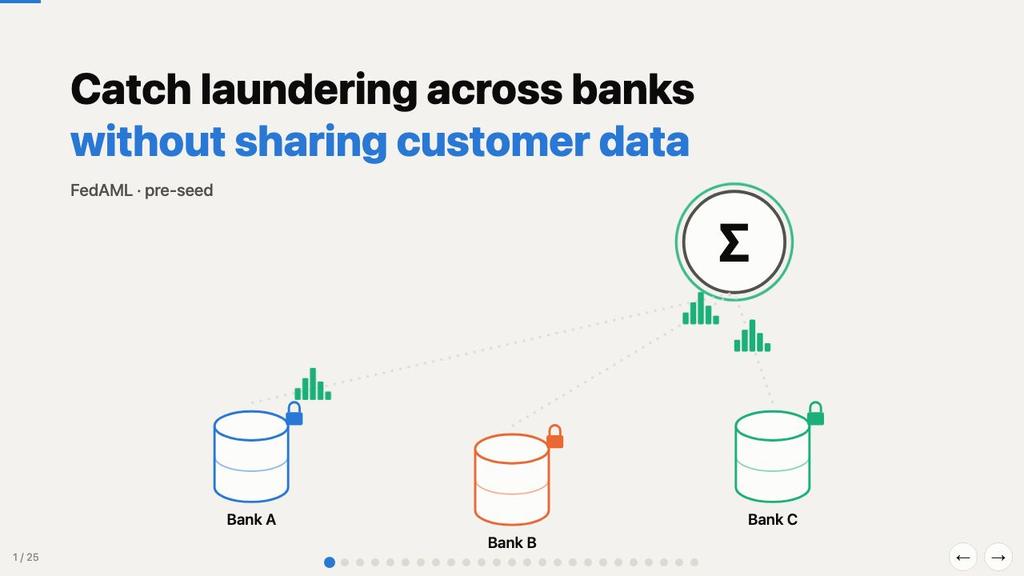 Catch laundering across banks
without sharing customer data
FedAML · pre-seed
Σ
Bank A
Bank B
Bank C
1 / 25
← →